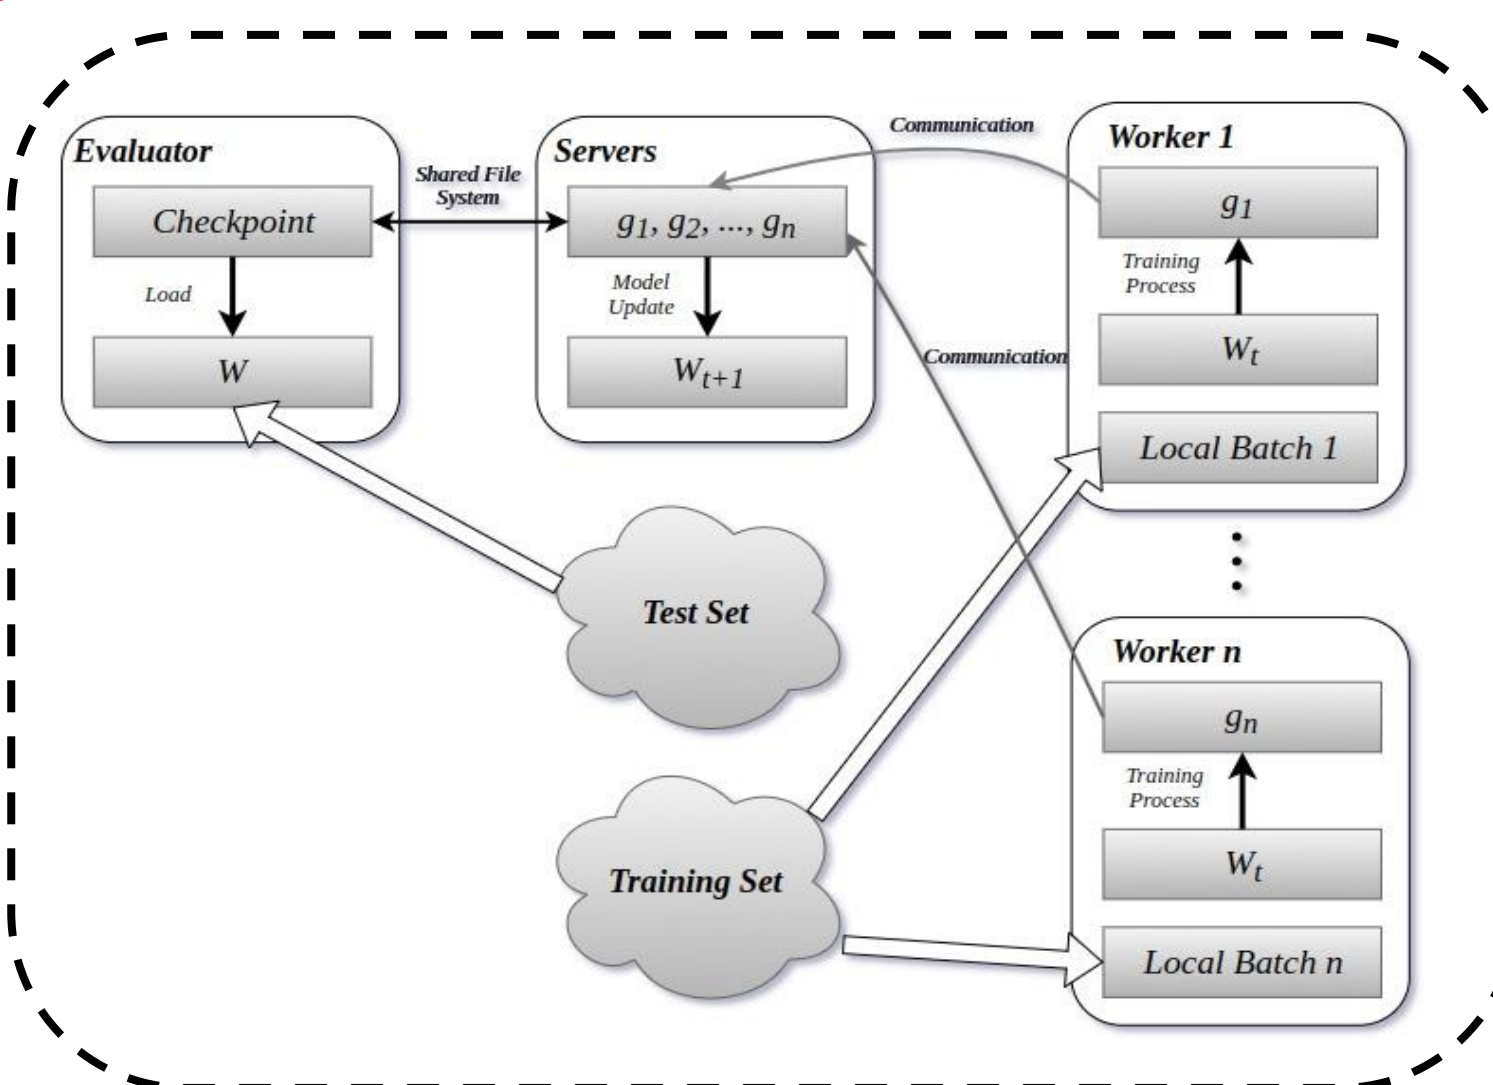 Evaluator
Checkpoint
Load
W
Shared File
System
Servers
g1, g2, ..., gn
Model
Update
Wt+1
Communication
Communication
Worker 1
g1
Training
Process
Wt
Local Batch 1
Test Set
Training Set
Worker n
gn
Training
Process
Wt
Local Batch n